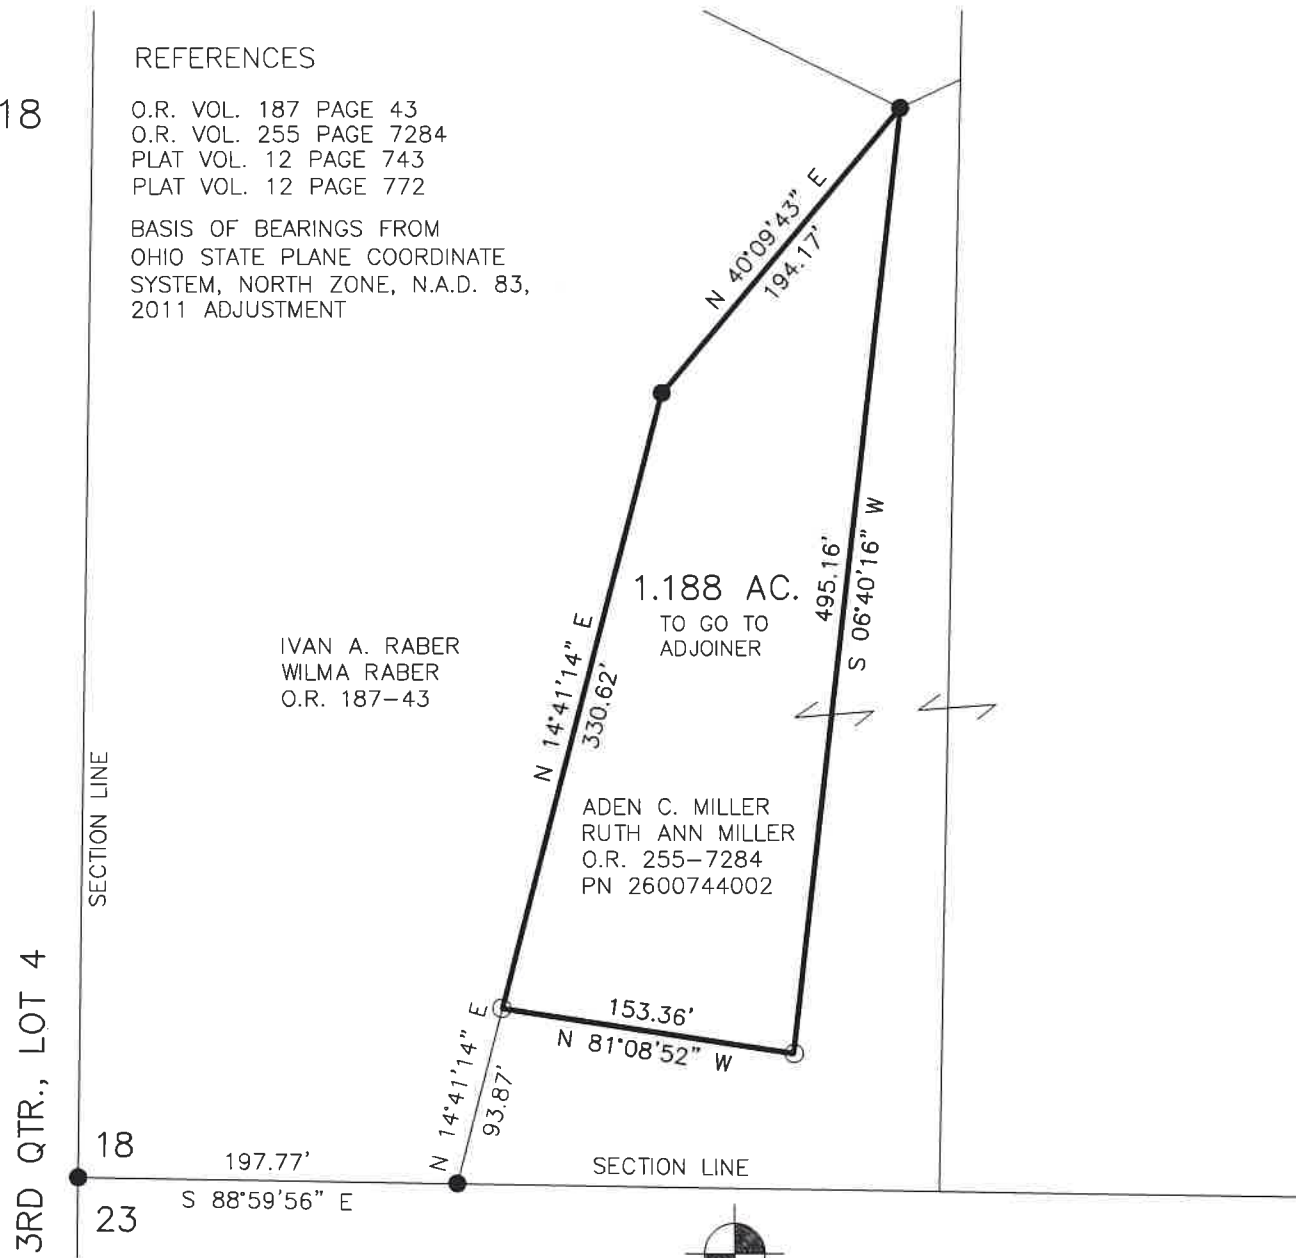 REFERENCES
18
O.R. VOL. 187 PAGE 43
O.R. VOL. 255 PAGE 7284
PLAT VOL. 12 PAGE 743
PLAT VOL. 12 PAGE 772
BASIS OF BEARINGS FROM
OHIO STATE PLANE COORDINATE
SYSTEM, NORTH ZONE, N.A.D. 83,
2011 ADJUSTMENT
N 40°09'43" E
194.17'
495.16'
S 06°40'16" W
1.188 AC.
TO GO TO
ADJOINER
N 14°41'14" E
330.62'
IVAN A. RABER
WILMA RABER
O.R. 187-43
SECTION LINE
ADEN C. MILLER
RUTH ANN MILLER
O.R. 255-7284
PN 2600744002
153.36'
N 81°08'52" W
N 14°41'14" E
93.87'
3RD QTR., LOT 4
18
197.77'
SECTION LINE
S 88°59'56" E
23